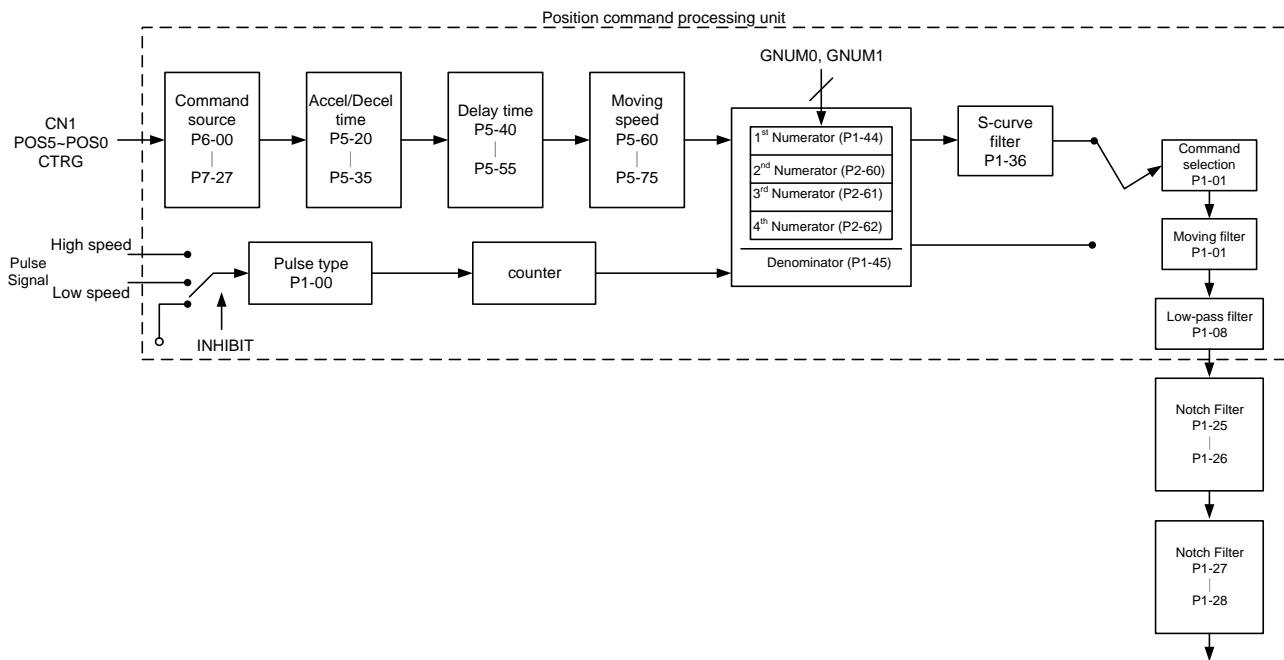 Position command processing unit
GNUM0, GNUM1
CN1
POS5~POS0
CTRG
Command
source
P6-00
P7-27
Accel/Decel
time
P5-20
P5-35
Delay time
P5-40
P5-55
Moving
speed
P5-60
P5-75
1st Numerator (P1-44)
2nd Numerator (P2-60)
3rd Numerator (P2-61)
4th Numerator (P2-62)
Denominator (P1-45)
S-curve
filter
P1-36
Command
selection
P1-01
Moving filter
P1-01
Low-pass filter
P1-08
High speed
Pulse
Signal
Low speed
INHIBIT
Pulse type
P1-00
counter
Notch Filter
P1-25
P1-26
Notch Filter
P1-27
P1-28